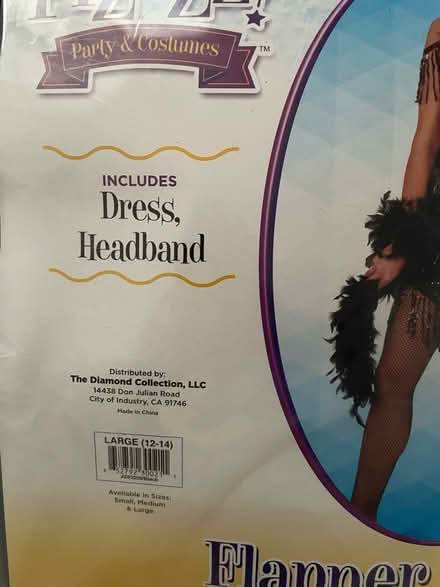 Party & Costumes
TM
INCLUDES
Dress,
Headband
Distributed by:
The Diamond Collection, LLC
14438 Don Julian Road
City of Industry, CA 91746
Made in China
LARGE (12-14)
Available in Sizes:
Small, Medium
& Large
Flapper